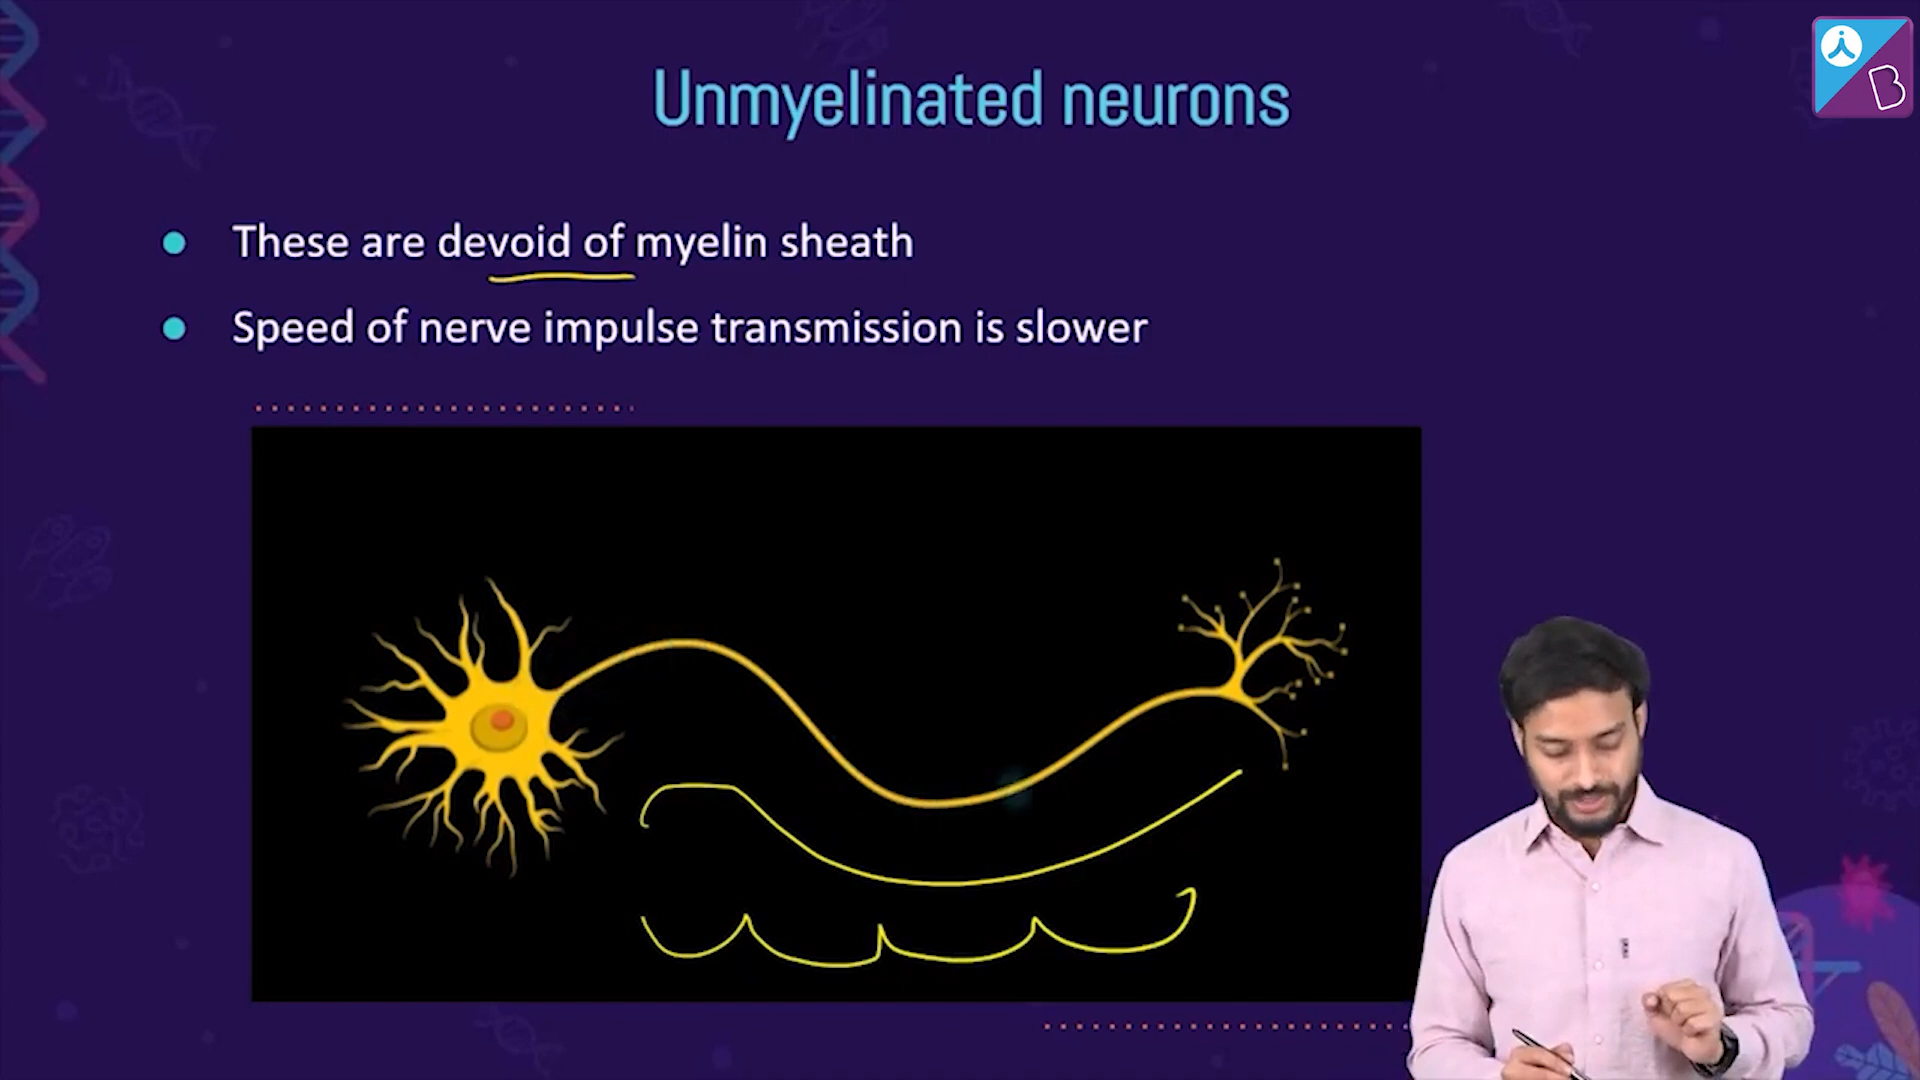 Unmyelinated neurons
These are devoid of myelin sheath
Speed of nerve impulse transmission is slower
B